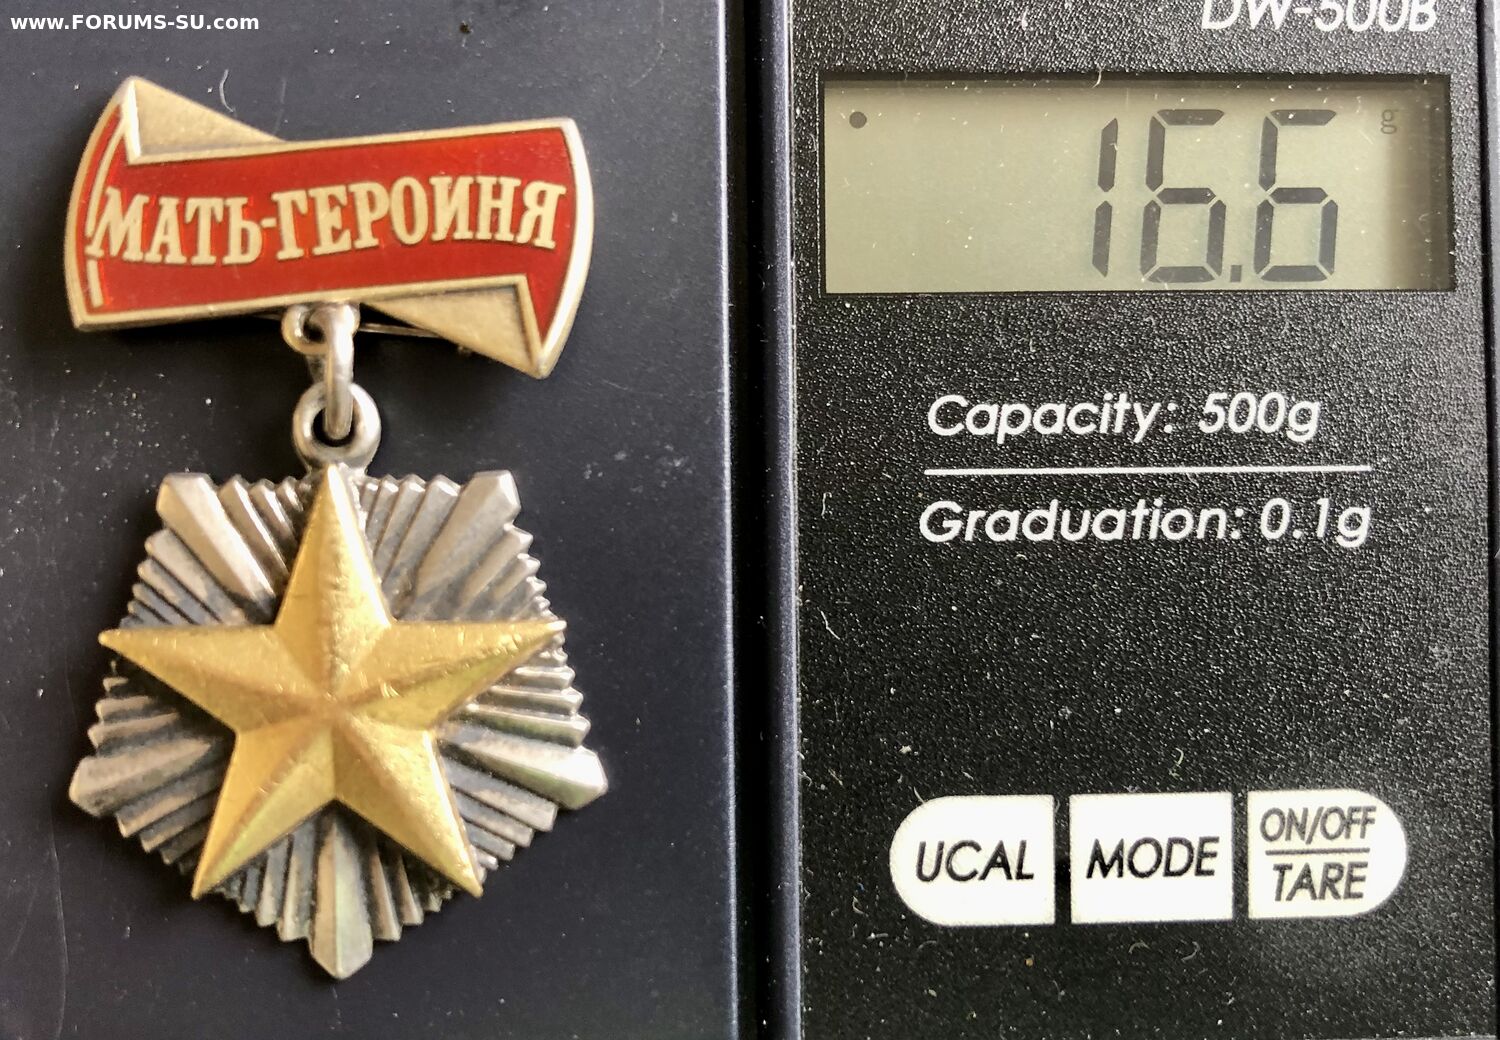 www.FORUMS-SU.com
DW-500B
МАТЬ-ГЕРОИНЯ
16.6 g
Capacity: 500g
Graduation: 0.1g
UCAL
MODE
ON/OFF
TARE